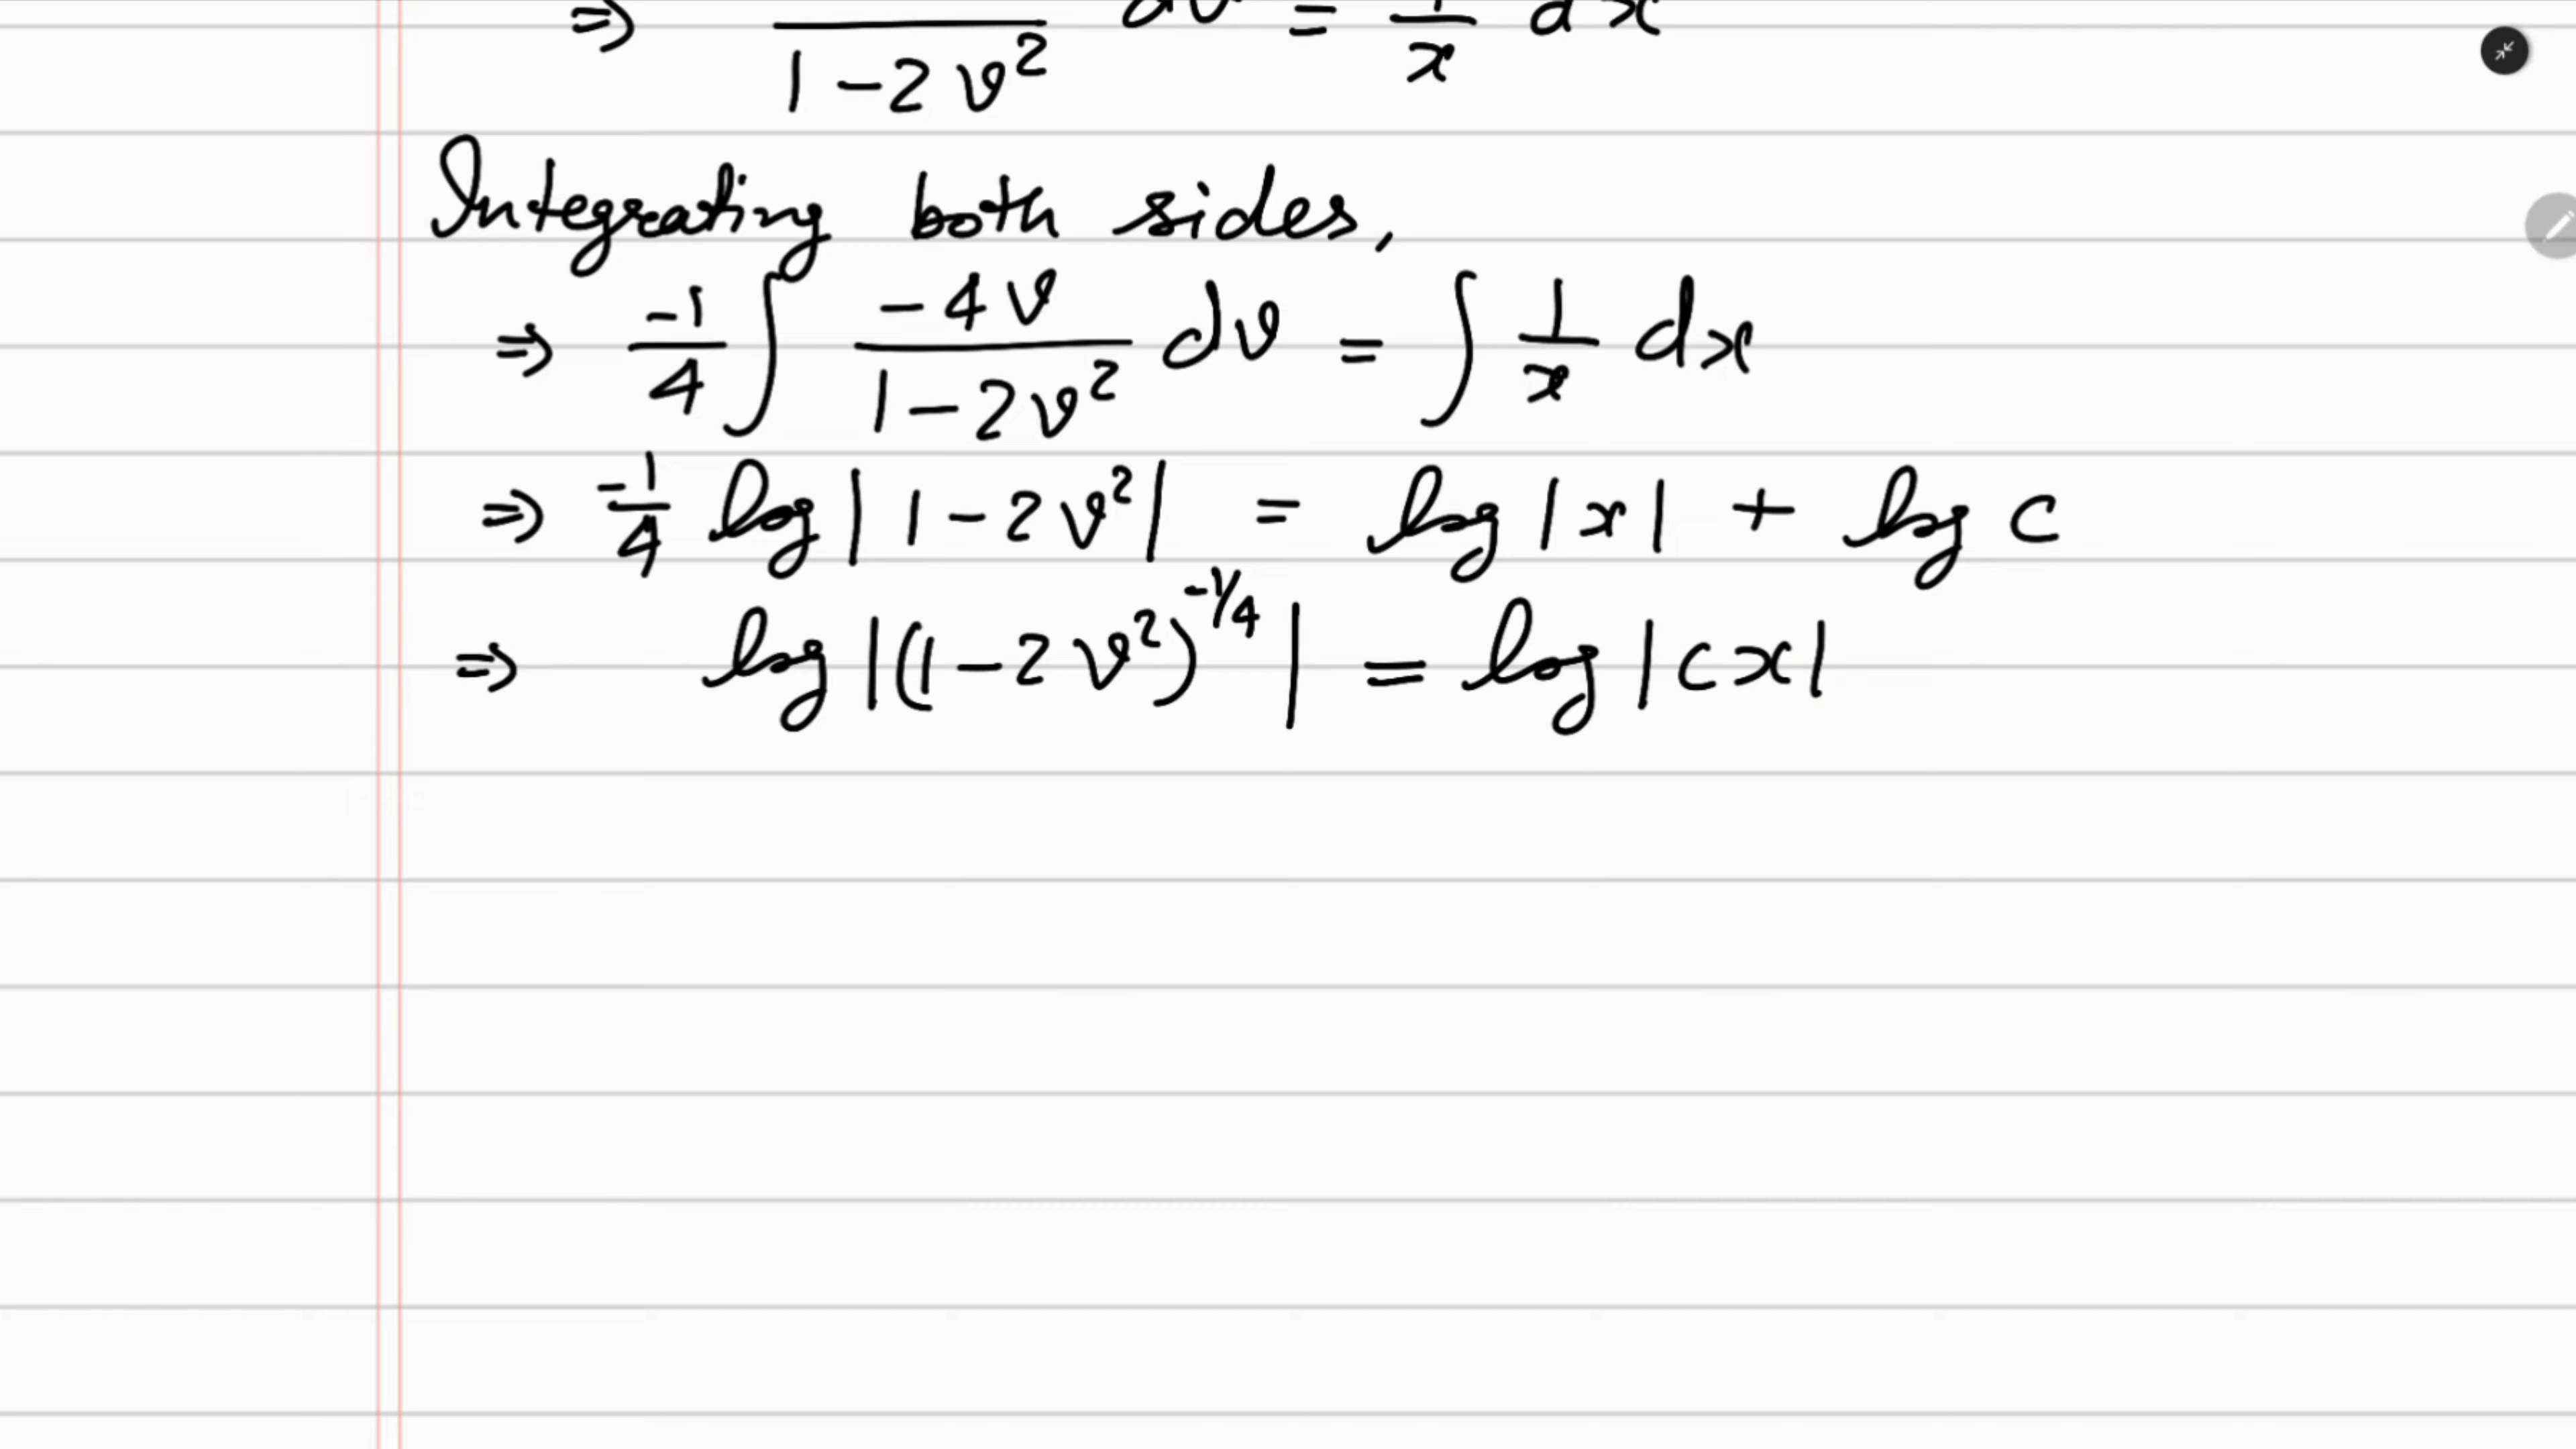 ⇒ 1-2v² dv = 1/x dx
Integrating both sides,
⇒ -1/4 ∫ -4v/(1-2v²) dv = ∫ 1/x dx
⇒ -1/4 log|1-2v²| = log|x| + log c
⇒ log|(1-2v²)^(-1/4)| = log|cx|